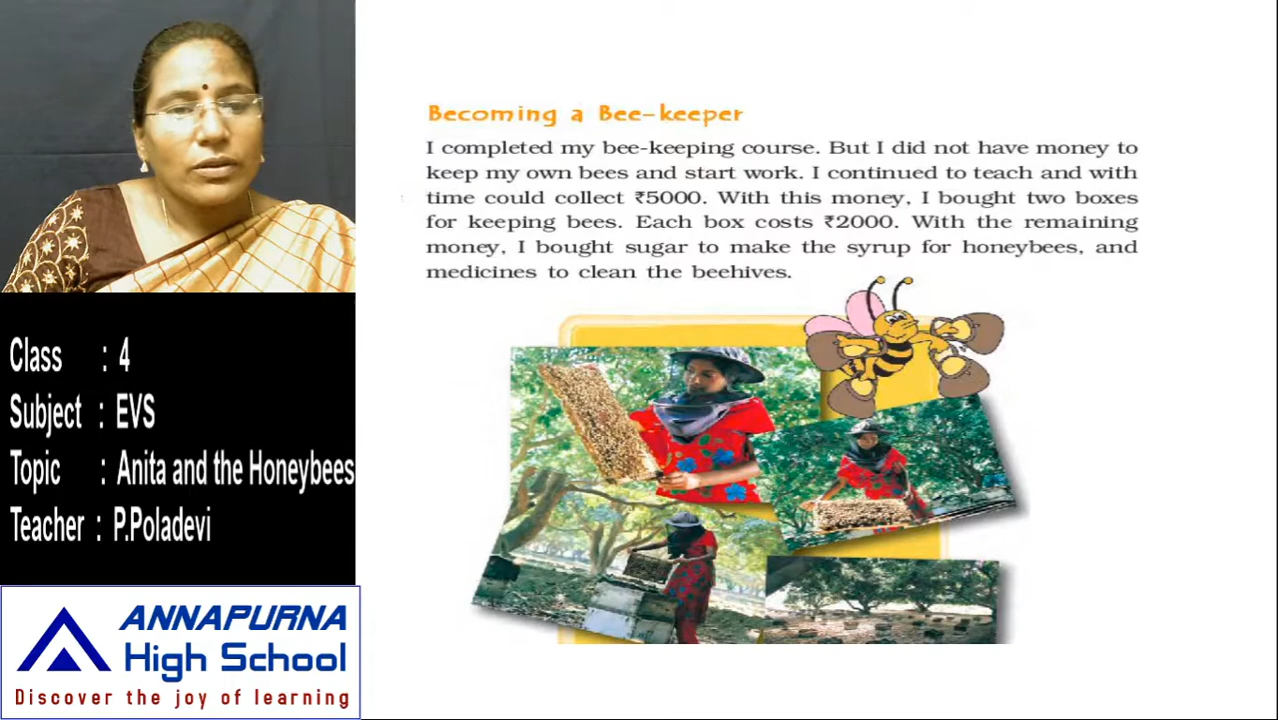 Becoming a Bee-keeper
I completed my bee-keeping course. But I did not have money to
keep my own bees and start work. I continued to teach and with
time could collect ₹5000. With this money, I bought two boxes
for keeping bees. Each box costs ₹2000. With the remaining
money, I bought sugar to make the syrup for honeybees, and
medicines to clean the beehives.
Class : 4
Subject : EVS
Topic : Anita and the Honeybees
Teacher : P.Poladevi
ANNAPURNA
High School
Discover the joy of learning